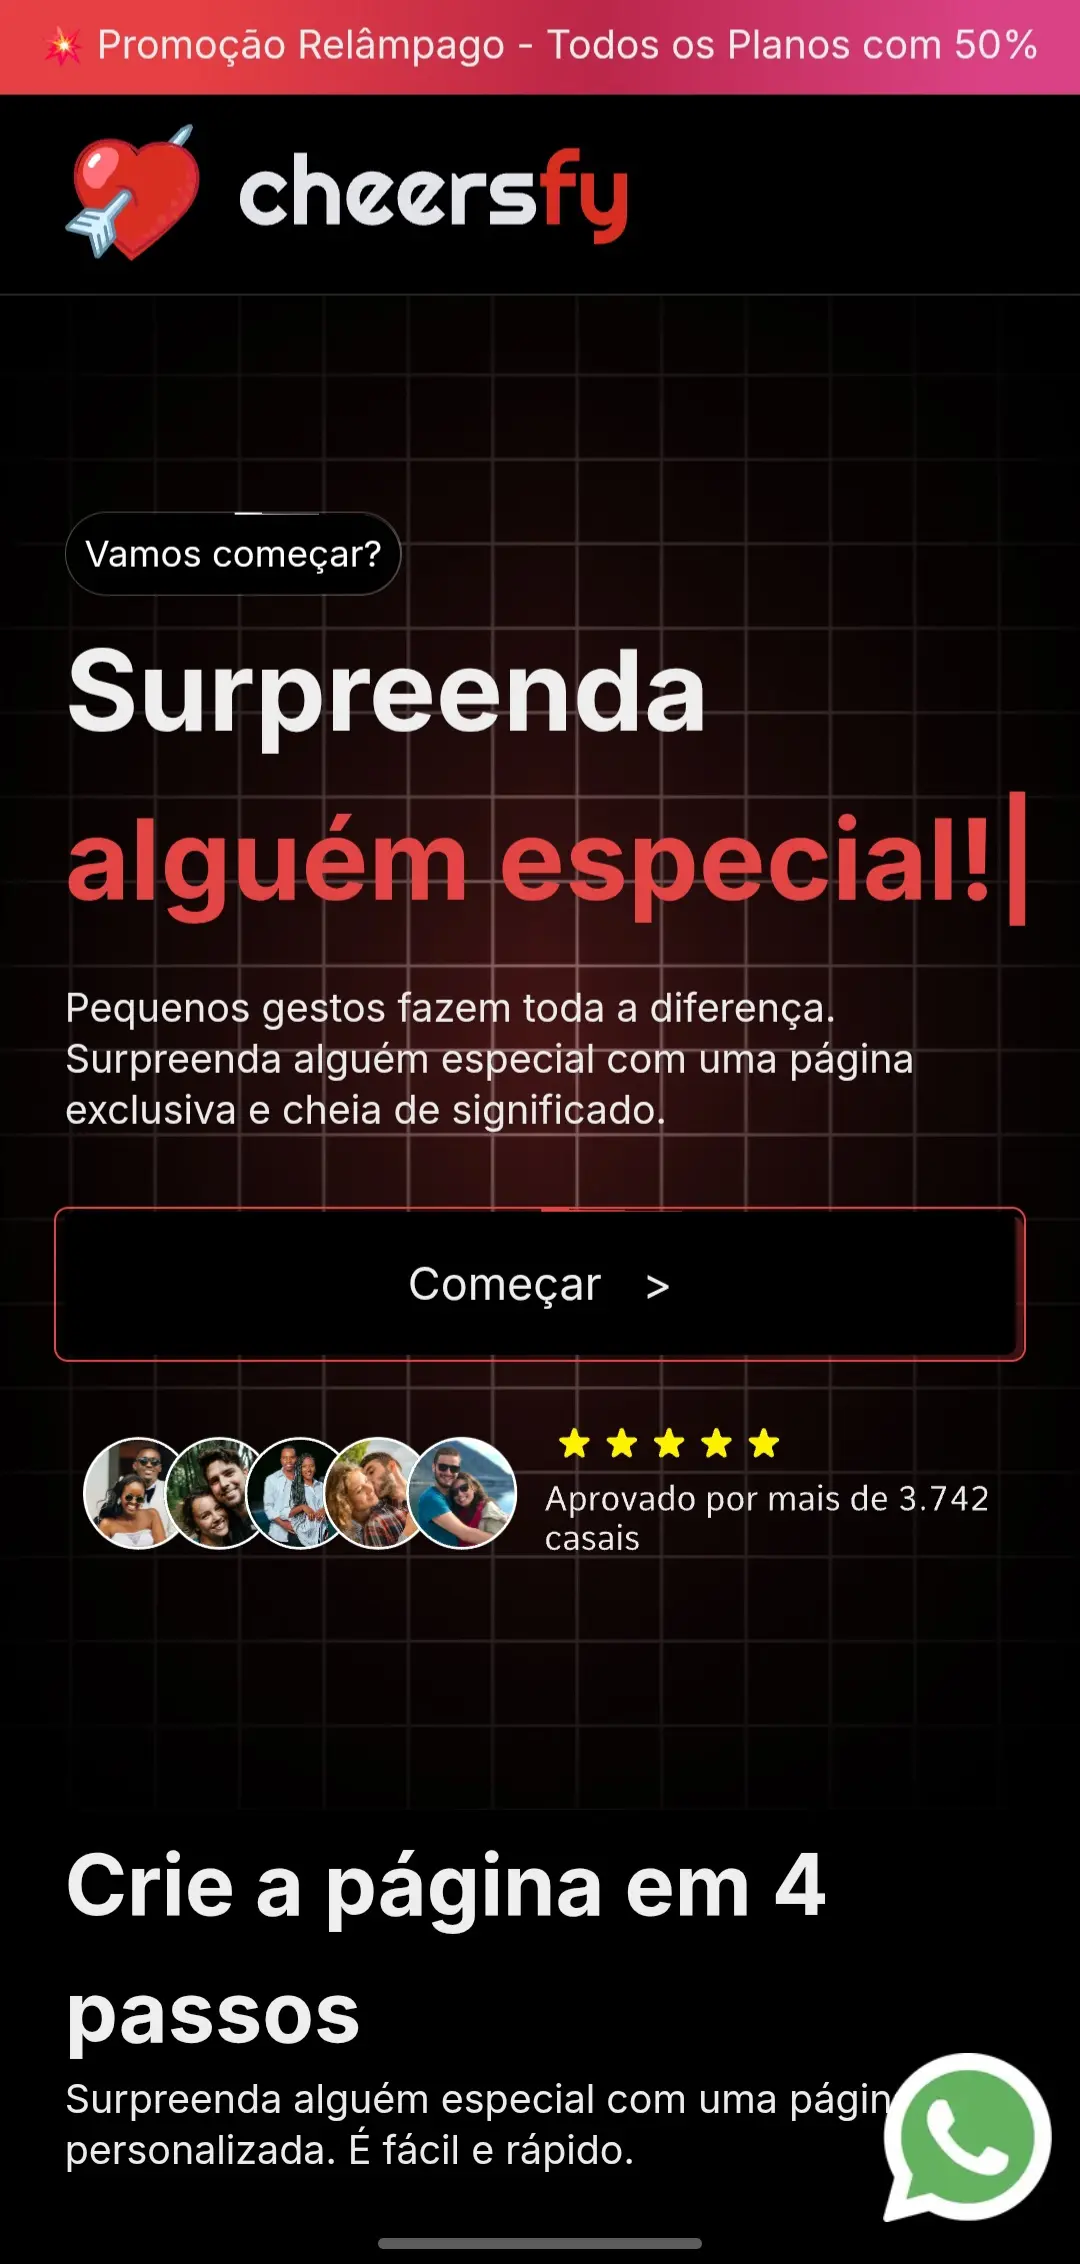 💥 Promoção Relâmpago - Todos os Planos com 50%
cheersfy
Vamos começar?
Surpreenda
alguém especial!|
Pequenos gestos fazem toda a diferença.
Surpreenda alguém especial com uma página
exclusiva e cheia de significado.
Começar >
Aprovado por mais de 3.742
casais
Crie a página em 4
passos
Surpreenda alguém especial com uma págin
personalizada. É fácil e rápido.